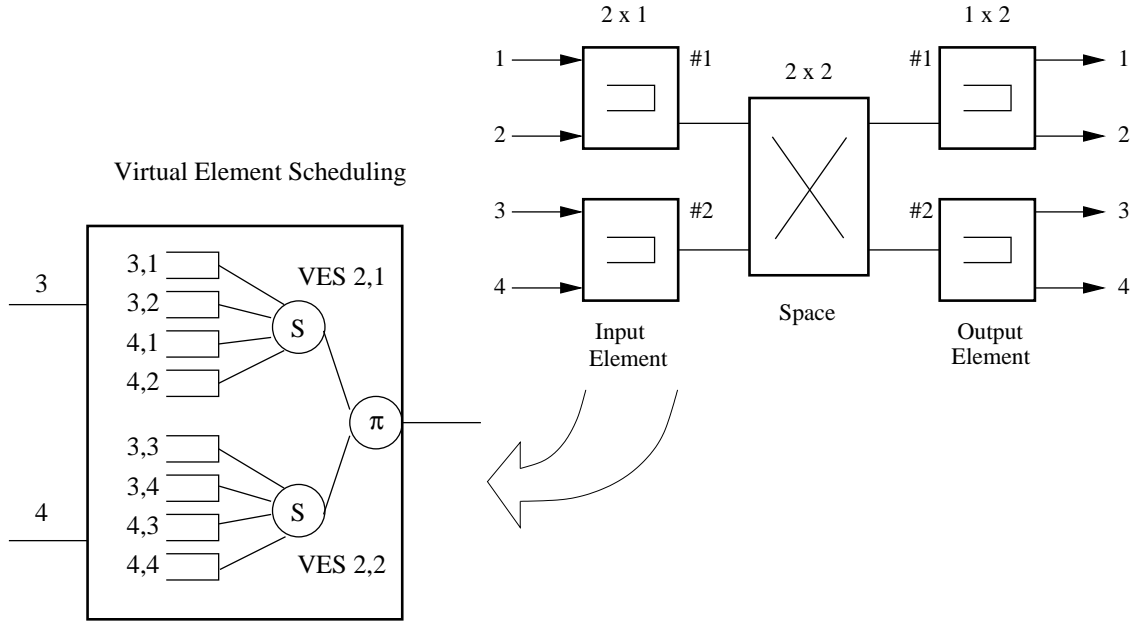 2 x 1
1 x 2
1
#1
2 x 2
#1
1
2
2
3
#2
#2
3
4
4
Input
Element
Space
Output
Element
Virtual Element Scheduling
3
4
3,1
3,2
4,1
4,2
VES 2,1
S
π
3,3
3,4
4,3
4,4
S
VES 2,2